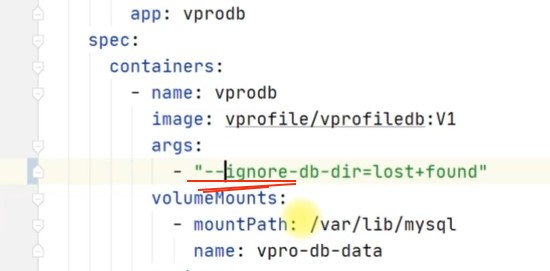 app: vprodb
spec:
containers:
- name: vprodb
image: vprofile/vprofiledb:V1
args:
- "--ignore-db-dir=lost+found"
volumeMounts:
- mountPath: /var/lib/mysql
name: vpro-db-data